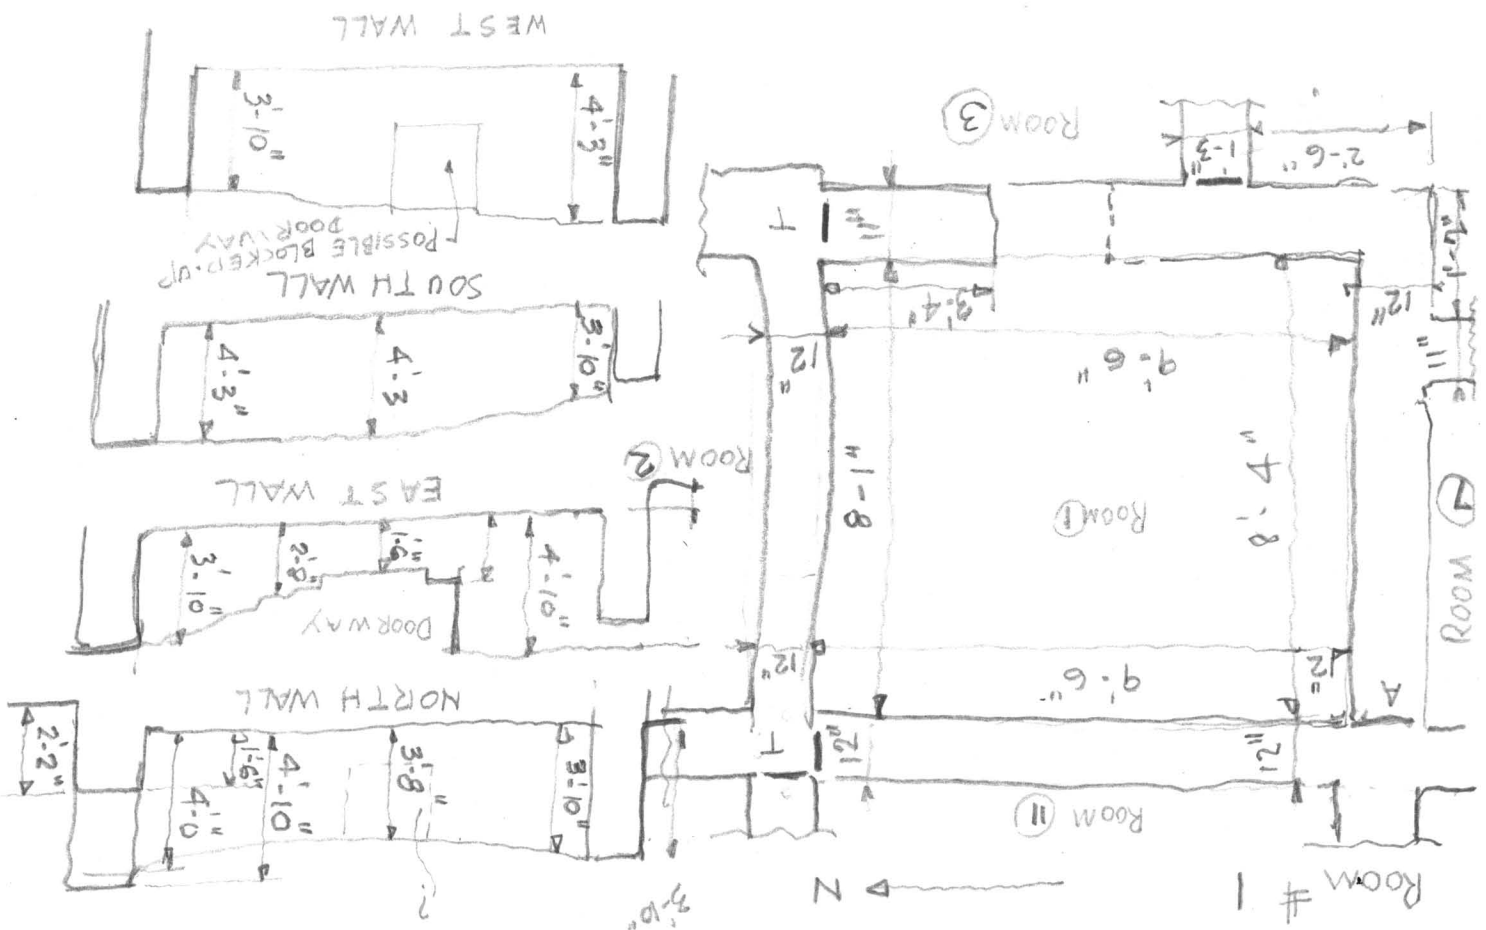 ROOM # 1
N
ROOM 11
12"
12"
T
A
9'-6"
12"
12"
ROOM 1
8'-4"
8'-1"
ROOM 7
ROOM 2
9'-6"
12"
3'-4"
12"
11"
T
2'-6"
1'-3"
ROOM 3
3'-10"
?
3'-10"
3'-8"
4'-10"
1'-6"
4'-0"
2'-2"
NORTH WALL
DOORWAY
4'-10"
1'-6"
2'-8"
3'-10"
EAST WALL
3'-10"
4'-3
4'-3"
SOUTH WALL
POSSIBLE BLOCKED-UP
DOORWAY
4'-3"
3'-10"
WEST WALL